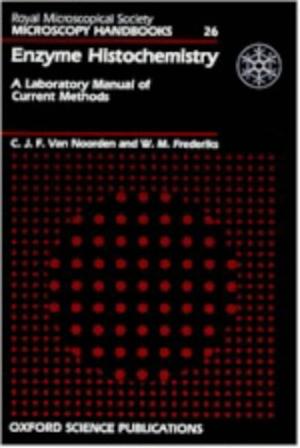 Royal Microscopical Society
MICROSCOPY HANDBOOKS 26
Enzyme Histochemistry
A Laboratory Manual of
Current Methods
C. J. F. Van Noorden and W. M. Frederiks
OXFORD SCIENCE PUBLICATIONS